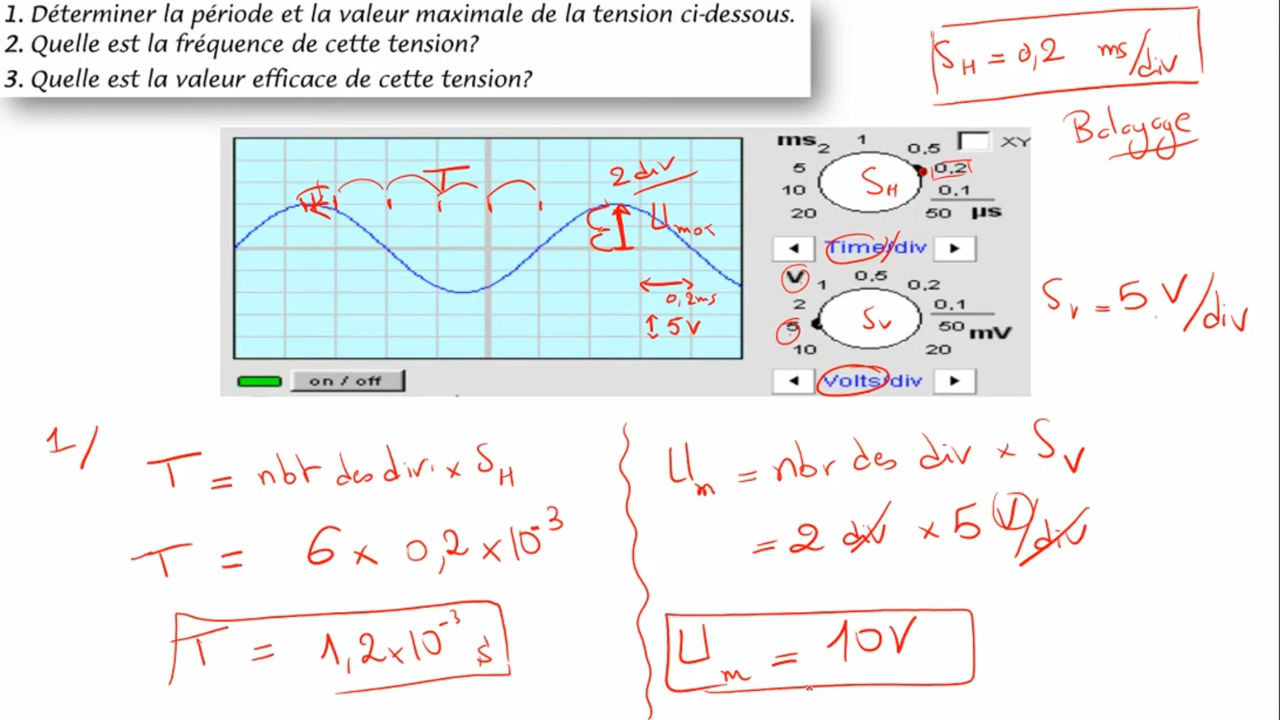 1. Déterminer la période et la valeur maximale de la tension ci-dessous.
2. Quelle est la fréquence de cette tension?
3. Quelle est la valeur efficace de cette tension?
S_H = 0,2 ms/div
Balayage
T
2 div
U_max
0,2ms
5 V
ms
2
1
0,5
XY
5
0.2
10
0.1
20
50
µs
S_H
Time/div
V
1
0.5
0.2
2
0.1
5
50
mV
10
20
S_V
Volts/div
on / off
S_V = 5 V/div
1/
T = nbr des div. × S_H
T = 6 × 0,2 × 10^-3
T = 1,2×10^-3 s
U_m = nbr des div × S_V
= 2 div × 5 V/div
U_m = 10V